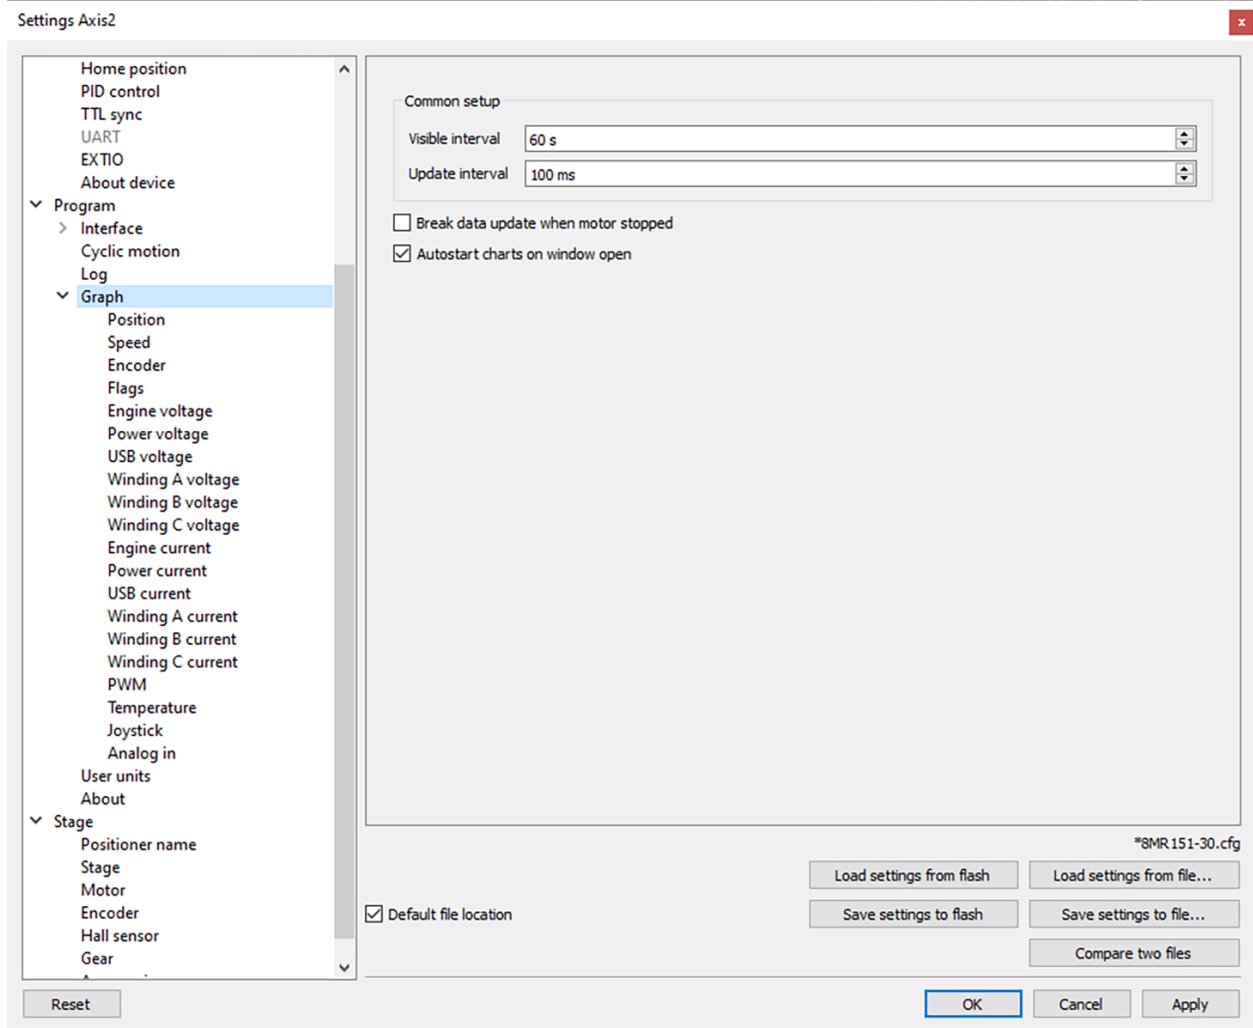 Settings Axis2
Home position
PID control
TTL sync
UART
EXTIO
About device
Program
Interface
Cyclic motion
Log
Graph
Position
Speed
Encoder
Flags
Engine voltage
Power voltage
USB voltage
Winding A voltage
Winding B voltage
Winding C voltage
Engine current
Power current
USB current
Winding A current
Winding B current
Winding C current
PWM
Temperature
Joystick
Analog in
User units
About
Stage
Positioner name
Stage
Motor
Encoder
Hall sensor
Gear
Common setup
Visible interval 60 s
Update interval 100 ms
Break data update when motor stopped
Autostart charts on window open
*8MR151-30.cfg
Load settings from flash Load settings from file...
Default file location Save settings to flash Save settings to file...
Compare two files
Reset OK Cancel Apply